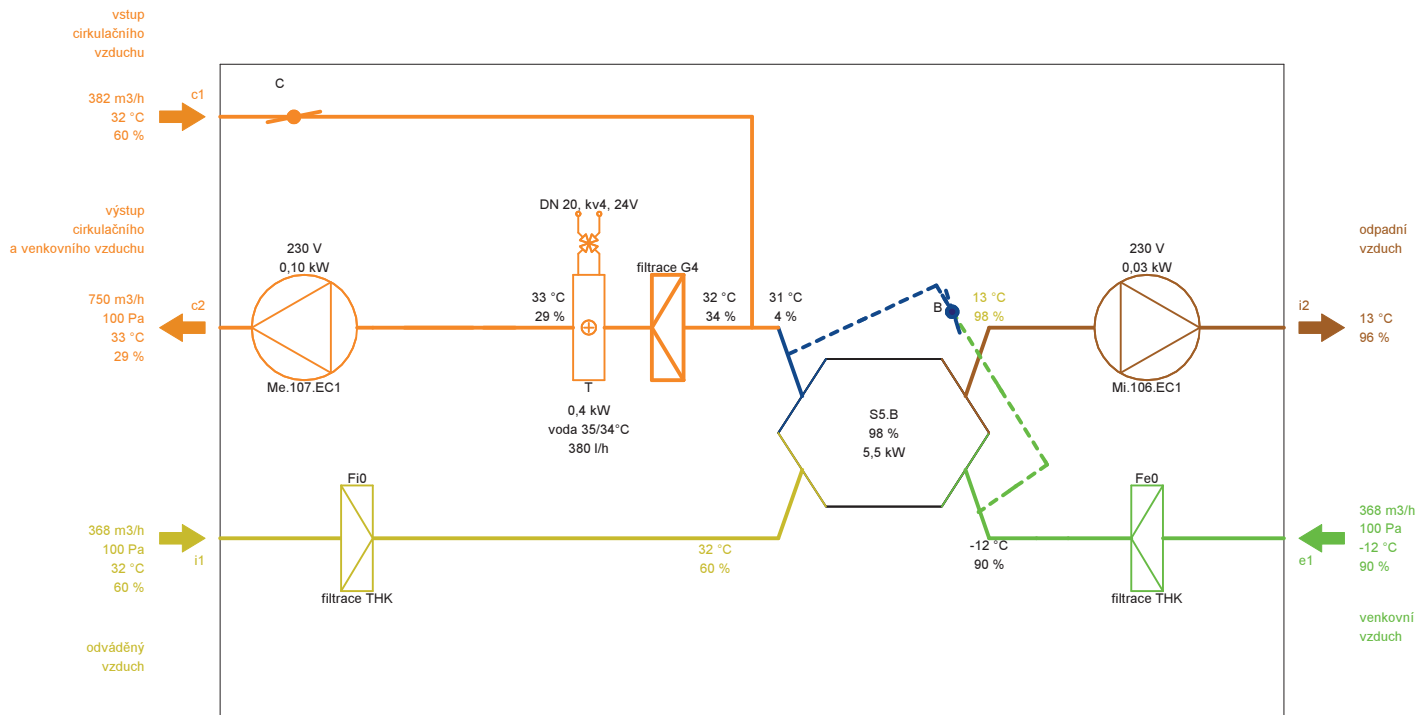 vstup
cirkulačního
vzduchu
C
c1
382 m3/h
32 °C
60 %
výstup
cirkulačního
a venkovního vzduchu
DN 20, kv4, 24V
odpadní
vzduch
230 V
0,10 kW
filtrace G4
230 V
0,03 kW
750 m3/h
100 Pa
33 °C
29 %
c2
33 °C
29 %
32 °C
34 %
31 °C
4 %
B
13 °C
98 %
i2
13 °C
96 %
Me.107.EC1
T
Mi.106.EC1
0,4 kW
voda 35/34°C
380 l/h
S5.B
98 %
5,5 kW
Fi0
Fe0
368 m3/h
100 Pa
32 °C
60 %
i1
32 °C
60 %
-12 °C
90 %
e1
368 m3/h
100 Pa
-12 °C
90 %
filtrace THK
filtrace THK
odváděný
vzduch
venkovní
vzduch